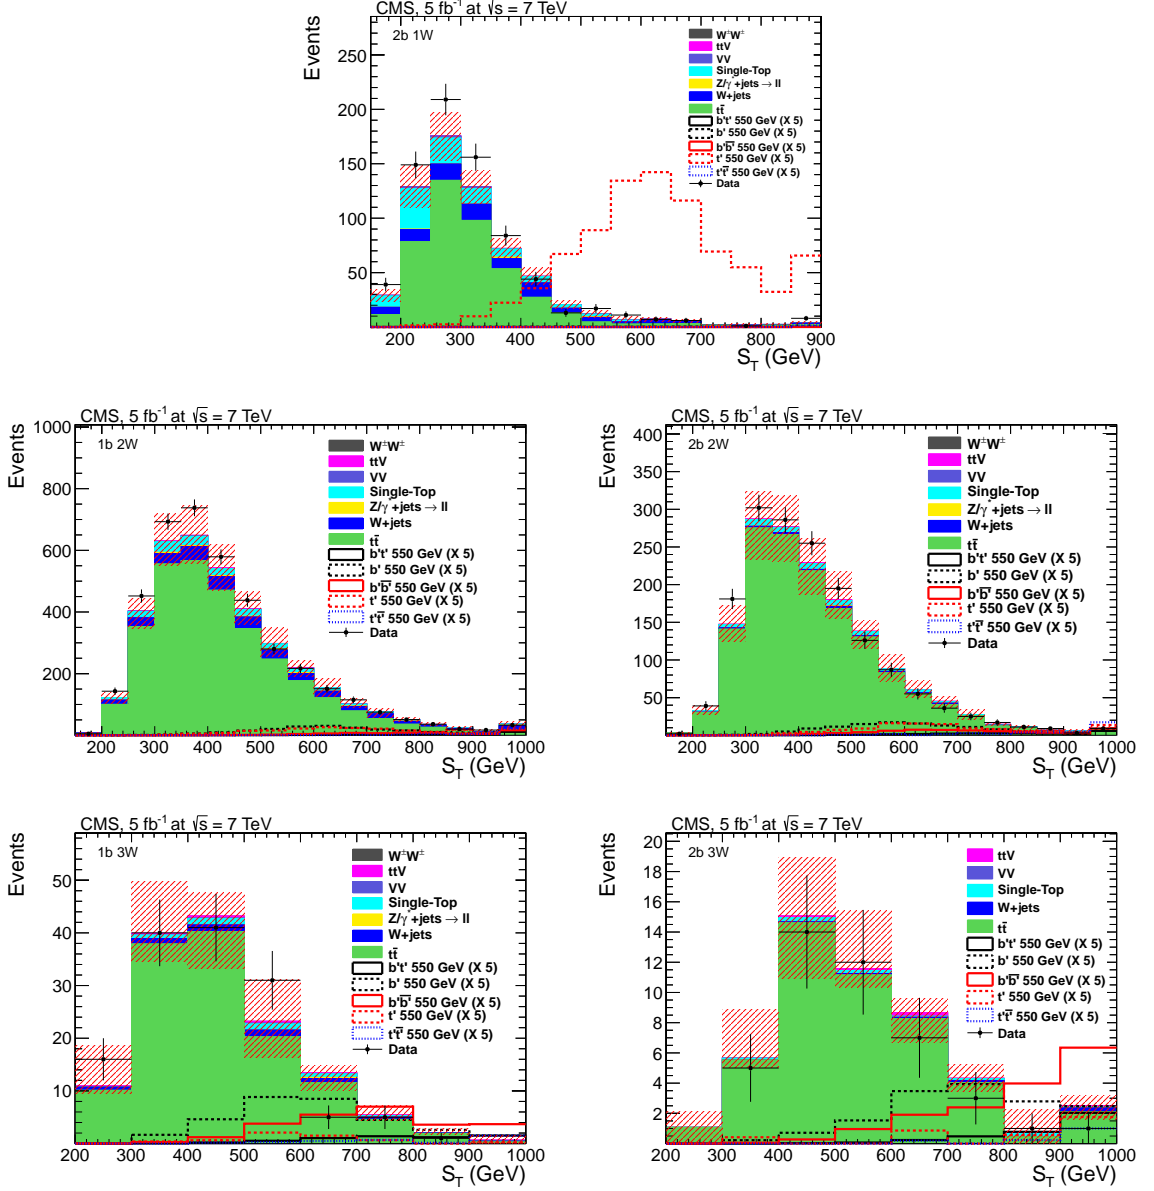 CMS, 5 fb⁻¹ at √s = 7 TeV
Events
2b 1W
W±W±
ttV
VV
Single-Top
Z/γ*+jets → ll
W+jets
tt̄
b't' 550 GeV (X 5)
b' 550 GeV (X 5)
b'b̄' 550 GeV (X 5)
t' 550 GeV (X 5)
t't̄' 550 GeV (X 5)
Data
250
200
150
100
50
200 300 400 500 600 700 800 900
S_T (GeV)
CMS, 5 fb⁻¹ at √s = 7 TeV
Events
1b 2W
W±W±
ttV
VV
Single-Top
Z/γ*+jets → ll
W+jets
tt̄
b't' 550 GeV (X 5)
b' 550 GeV (X 5)
b'b̄' 550 GeV (X 5)
t' 550 GeV (X 5)
t't̄' 550 GeV (X 5)
Data
1000
800
600
400
200
200 300 400 500 600 700 800 900 1000
S_T (GeV)
CMS, 5 fb⁻¹ at √s = 7 TeV
Events
2b 2W
W±W±
ttV
VV
Single-Top
Z/γ*+jets → ll
W+jets
tt̄
b't' 550 GeV (X 5)
b' 550 GeV (X 5)
b'b̄' 550 GeV (X 5)
t' 550 GeV (X 5)
t't̄' 550 GeV (X 5)
Data
400
350
300
250
200
150
100
50
200 300 400 500 600 700 800 900 1000
S_T (GeV)
CMS, 5 fb⁻¹ at √s = 7 TeV
Events
1b 3W
W±W±
ttV
VV
Single-Top
Z/γ*+jets → ll
W+jets
tt̄
b't' 550 GeV (X 5)
b' 550 GeV (X 5)
b'b̄' 550 GeV (X 5)
t' 550 GeV (X 5)
t't̄' 550 GeV (X 5)
Data
50
40
30
20
10
200 300 400 500 600 700 800 900 1000
S_T (GeV)
CMS, 5 fb⁻¹ at √s = 7 TeV
Events
2b 3W
ttV
VV
Single-Top
W+jets
tt̄
b't' 550 GeV (X 5)
b' 550 GeV (X 5)
b'b̄' 550 GeV (X 5)
t' 550 GeV (X 5)
t't̄' 550 GeV (X 5)
Data
20
18
16
14
12
10
8
6
4
2
200 300 400 500 600 700 800 900 1000
S_T (GeV)